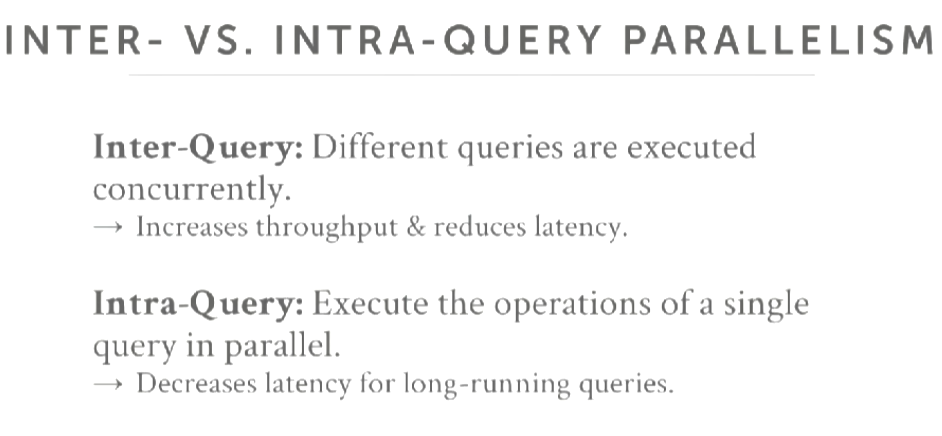 INTER- VS. INTRA-QUERY PARALLELISM
Inter-Query: Different queries are executed
concurrently.
→ Increases throughput & reduces latency.
Intra-Query: Execute the operations of a single
query in parallel.
→ Decreases latency for long-running queries.